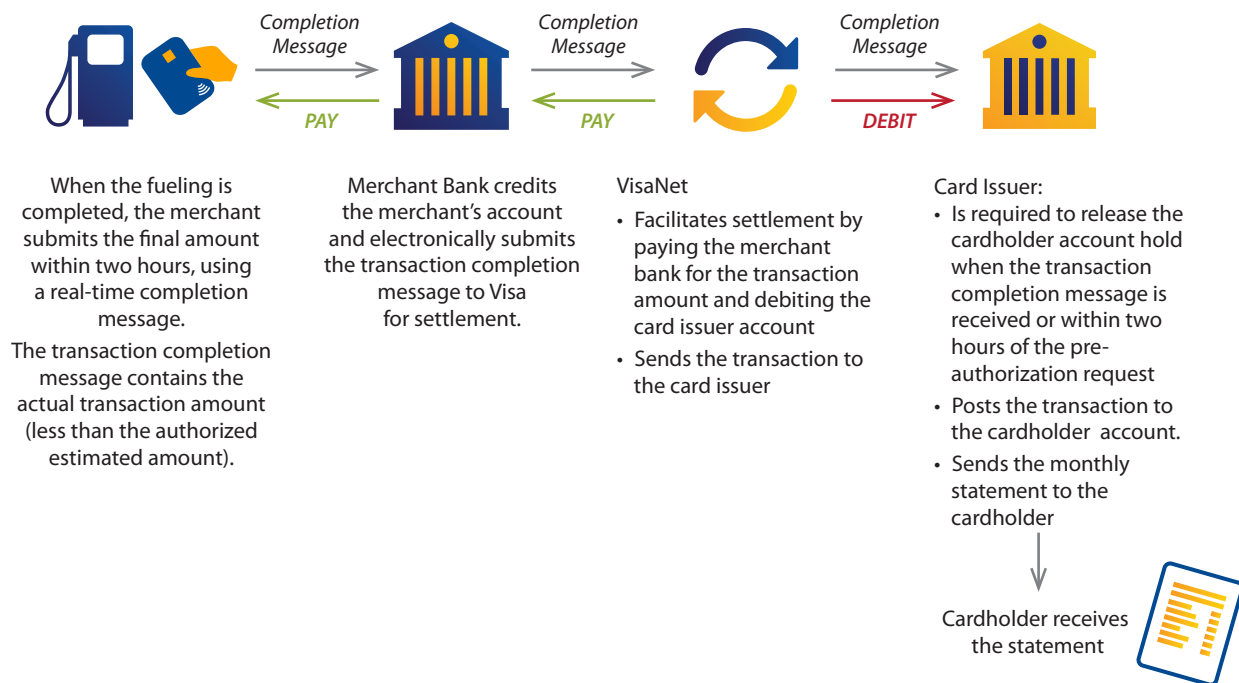 Completion
Message
PAY
Completion
Message
PAY
Completion
Message
DEBIT
When the fueling is
completed, the merchant
submits the final amount
within two hours, using
a real-time completion
message.
The transaction completion
message contains the
actual transaction amount
(less than the authorized
estimated amount).
Merchant Bank credits
the merchant’s account
and electronically submits
the transaction completion
message to Visa
for settlement.
VisaNet
• Facilitates settlement by
paying the merchant
bank for the transaction
amount and debiting the
card issuer account
• Sends the transaction to
the card issuer
Card Issuer:
• Is required to release the
cardholder account hold
when the transaction
completion message is
received or within two
hours of the pre-
authorization request
• Posts the transaction to
the cardholder account.
• Sends the monthly
statement to the
cardholder
Cardholder receives
the statement